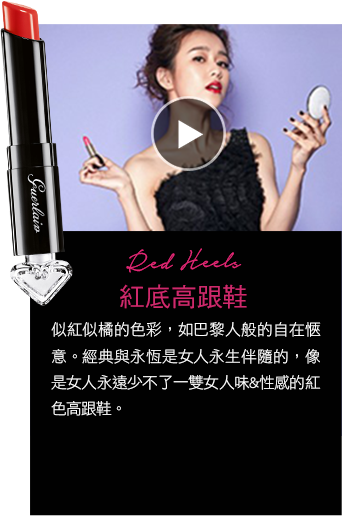 Guerlain
Red Heels
紅底高跟鞋
似紅似橘的色彩，如巴黎人般的自在愜
意。經典與永恆是女人永生伴隨的，像
是女人永遠少不了一雙女人味&性感的紅
色高跟鞋。